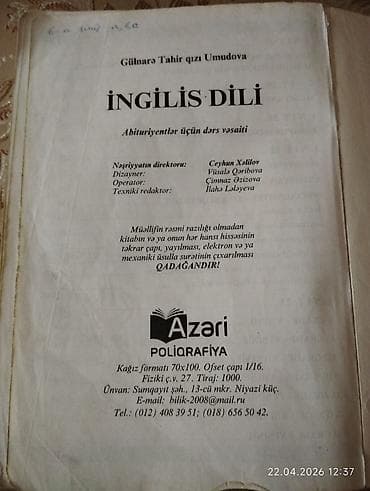 Gülnarə Tahir qızı Umudova
İNGİLİS DİLİ
Abituriyentlər üçün dərs vəsaiti
Nəşriyyatın direktoru: Ceyhun Xəlilov
Dizayner: Vüsalə Qəribova
Operator: Çimnaz Əzizova
Texniki redaktor: İlahə Lələyeva
Müəllifin rəsmi razılığı olmadan
kitabın və ya onun hər hansı hissəsinin
təkrar çapı, yayılması, elektron və ya
mexaniki üsulla surətinin çıxarılması
QADAĞANDIR!
Azəri
POLİQRAFİYA
Kağız formatı 70x100. Ofset çapı 1/16.
Fiziki ç.v. 27. Tiraj: 1000.
Ünvan: Sumqayıt şəh., 13-cü mkr. Niyazi küç.
E-mail: bilik-2008@mail.ru
Tel.: (012) 408 39 51; (018) 656 50 42.
22.04.2026 12:37